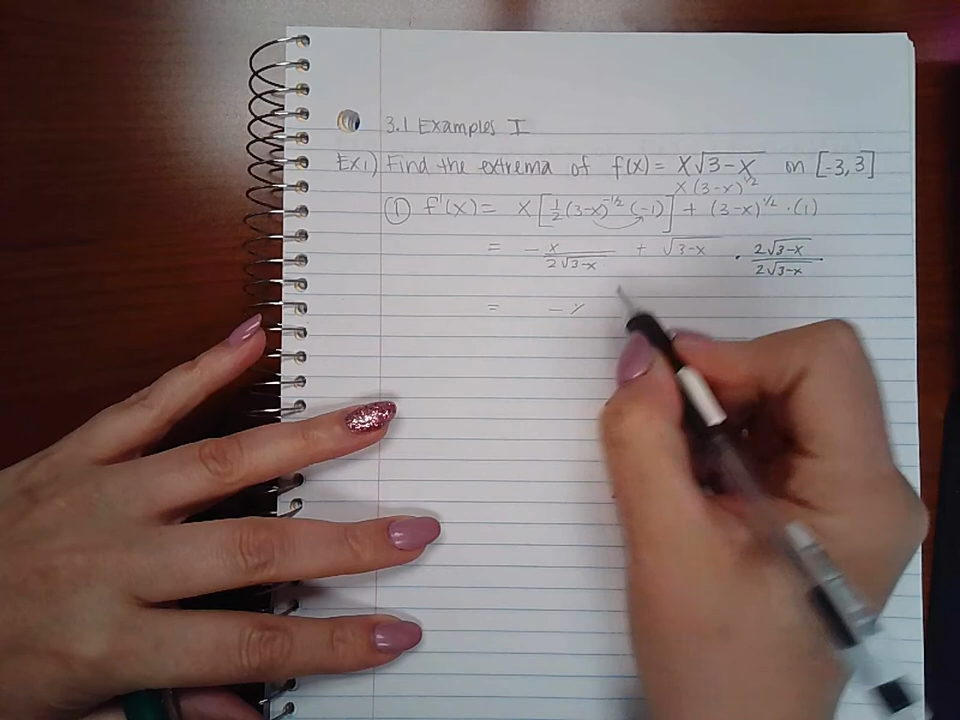 3.1 Examples I
Ex1) Find the extrema of f(x) = x√(3-x) on [-3,3]
x(3-x)^1/2
① f'(x) = x[1/2(3-x)^-1/2(-1)] + (3-x)^1/2 · (1)
= - x/(2√(3-x)) + √(3-x) · (2√(3-x))/(2√(3-x))
= -x